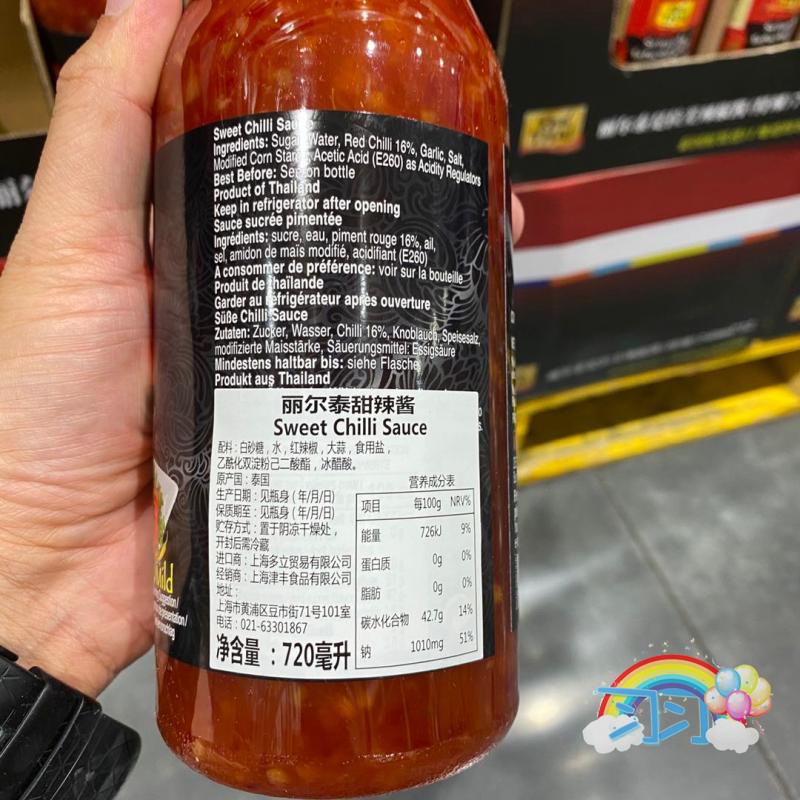 Sweet Chilli Sauce
Ingredients: Sugar, Water, Red Chilli 16%, Garlic, Salt,
Modified Corn Starch, Acetic Acid (E260) as Acidity Regulators
Best Before: See on bottle
Product of Thailand
Keep in refrigerator after opening
Sauce sucrée pimentée
Ingrédients: sucre, eau, piment rouge 16%, ail,
sel, amidon de maïs modifié, acidifiant (E260)
A consommer de préférence: voir sur la bouteille
Produit de thaïlande
Garder au réfrigérateur après ouverture
Süße Chilli Sauce
Zutaten: Zucker, Wasser, Chilli 16%, Knoblauch, Speisesalz,
modifizierte Maisstärke, Säuerungsmittel: Essigsäure
Mindestens haltbar bis: siehe Flasche
Produkt aus Thailand
丽尔泰甜辣酱
Sweet Chilli Sauce
配料：白砂糖，水，红辣椒，大蒜，食用盐，
乙酰化双淀粉己二酸酯，冰醋酸。
原产国：泰国
生产日期：见瓶身（年/月/日）
保质期至：见瓶身（年/月/日）
贮存方式：置于阴凉干燥处，
开封后需冷藏
进口商：上海多立贸易有限公司
经销商：上海津丰食品有限公司
地址：
上海市黄浦区豆市街71号101室
电话：021-63301867
净含量：720毫升
营养成分表
项目 每100g NRV%
能量 726kJ 9%
蛋白质 0g 0%
脂肪 0g 0%
碳水化合物 42.7g 14%
钠 1010mg 51%
Mild
习习